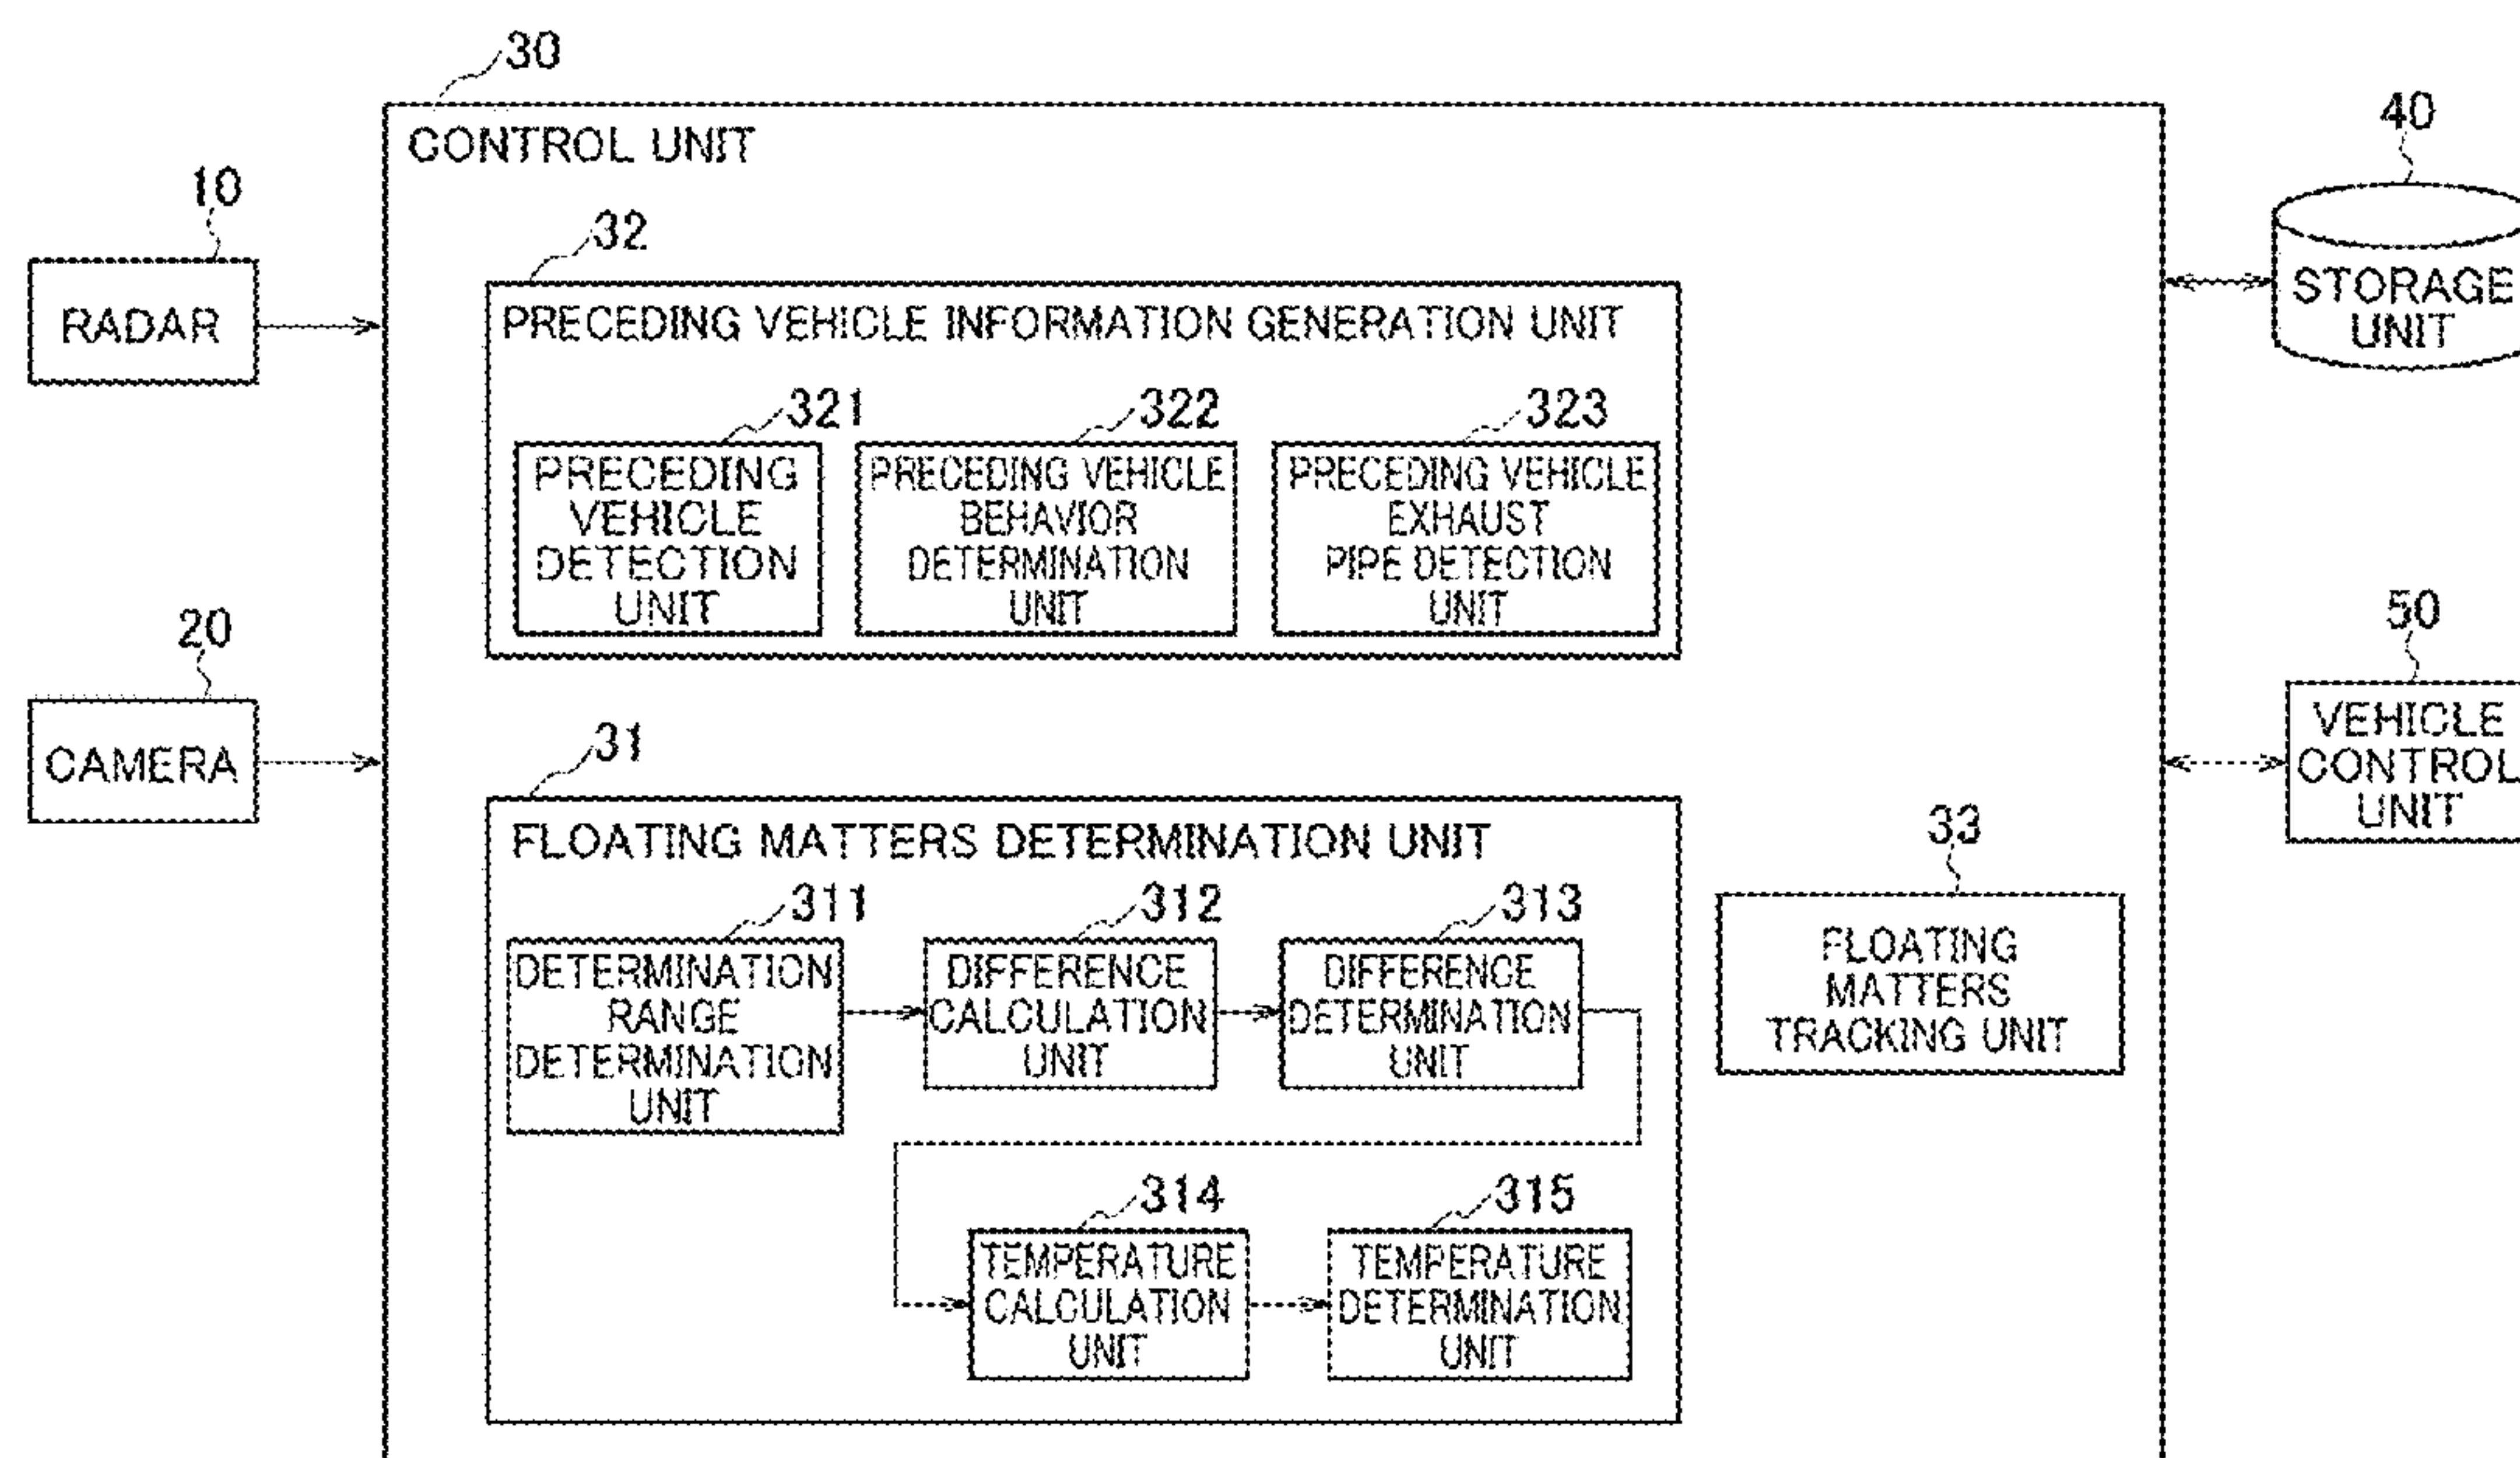 30
CONTROL UNIT
10
RADAR
20
CAMERA
32
PRECEDING VEHICLE INFORMATION GENERATION UNIT
321
PRECEDING
VEHICLE
DETECTION
UNIT
322
PRECEDING VEHICLE
BEHAVIOR
DETERMINATION
UNIT
323
PRECEDING VEHICLE
EXHAUST
PIPE DETECTION
UNIT
31
FLOATING MATTERS DETERMINATION UNIT
311
DETERMINATION
RANGE
DETERMINATION
UNIT
312
DIFFERENCE
CALCULATION
UNIT
313
DIFFERENCE
DETERMINATION
UNIT
314
TEMPERATURE
CALCULATION
UNIT
315
TEMPERATURE
DETERMINATION
UNIT
33
FLOATING
MATTERS
TRACKING UNIT
40
STORAGE
UNIT
50
VEHICLE
CONTROL
UNIT